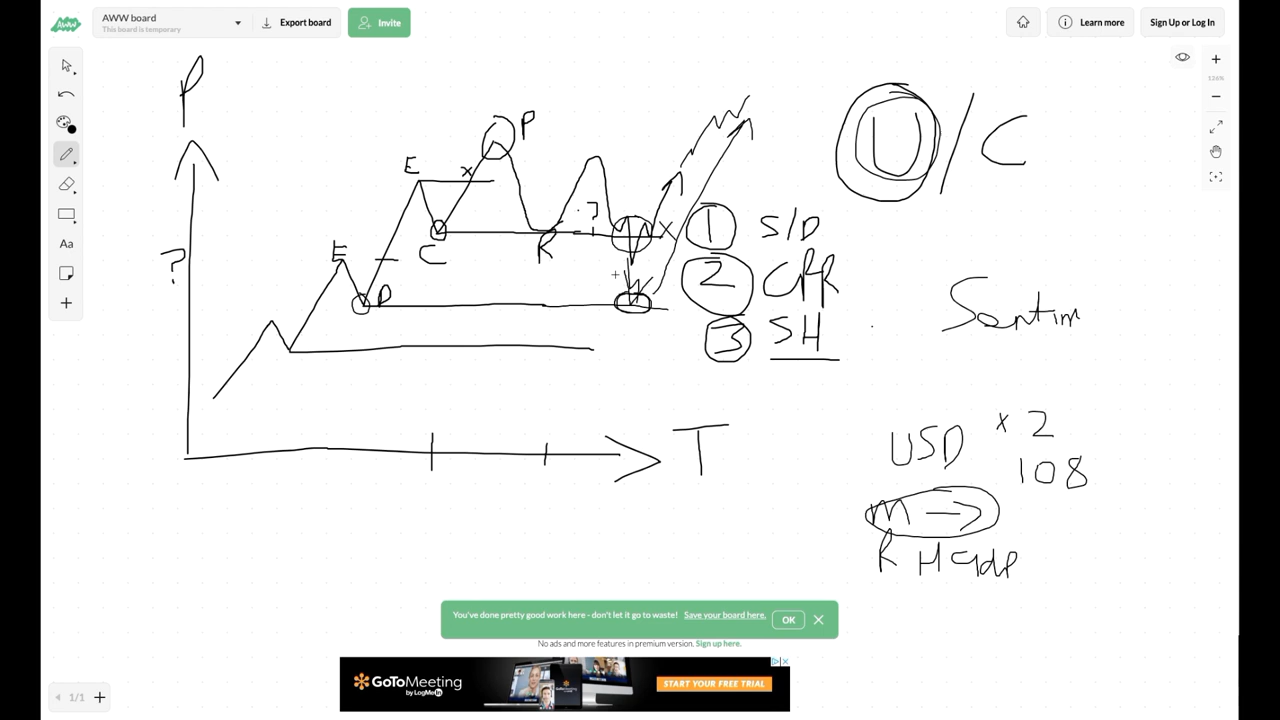 AWW board
This board is temporary
Export board
Invite
Learn more
Sign Up or Log In
126%
Aa
P
E
x
P
E
C
R
?
x
D
?
T
U/C
1 S/D
2 CPR
3 SH
Sentim
USD x 2
108
m →
R H
You've done pretty good work here - don't let it go to waste! Save your board here.
OK
No ads and more features in premium version. Sign up here.
GoToMeeting
by LogMeIn
START YOUR FREE TRIAL
1/1